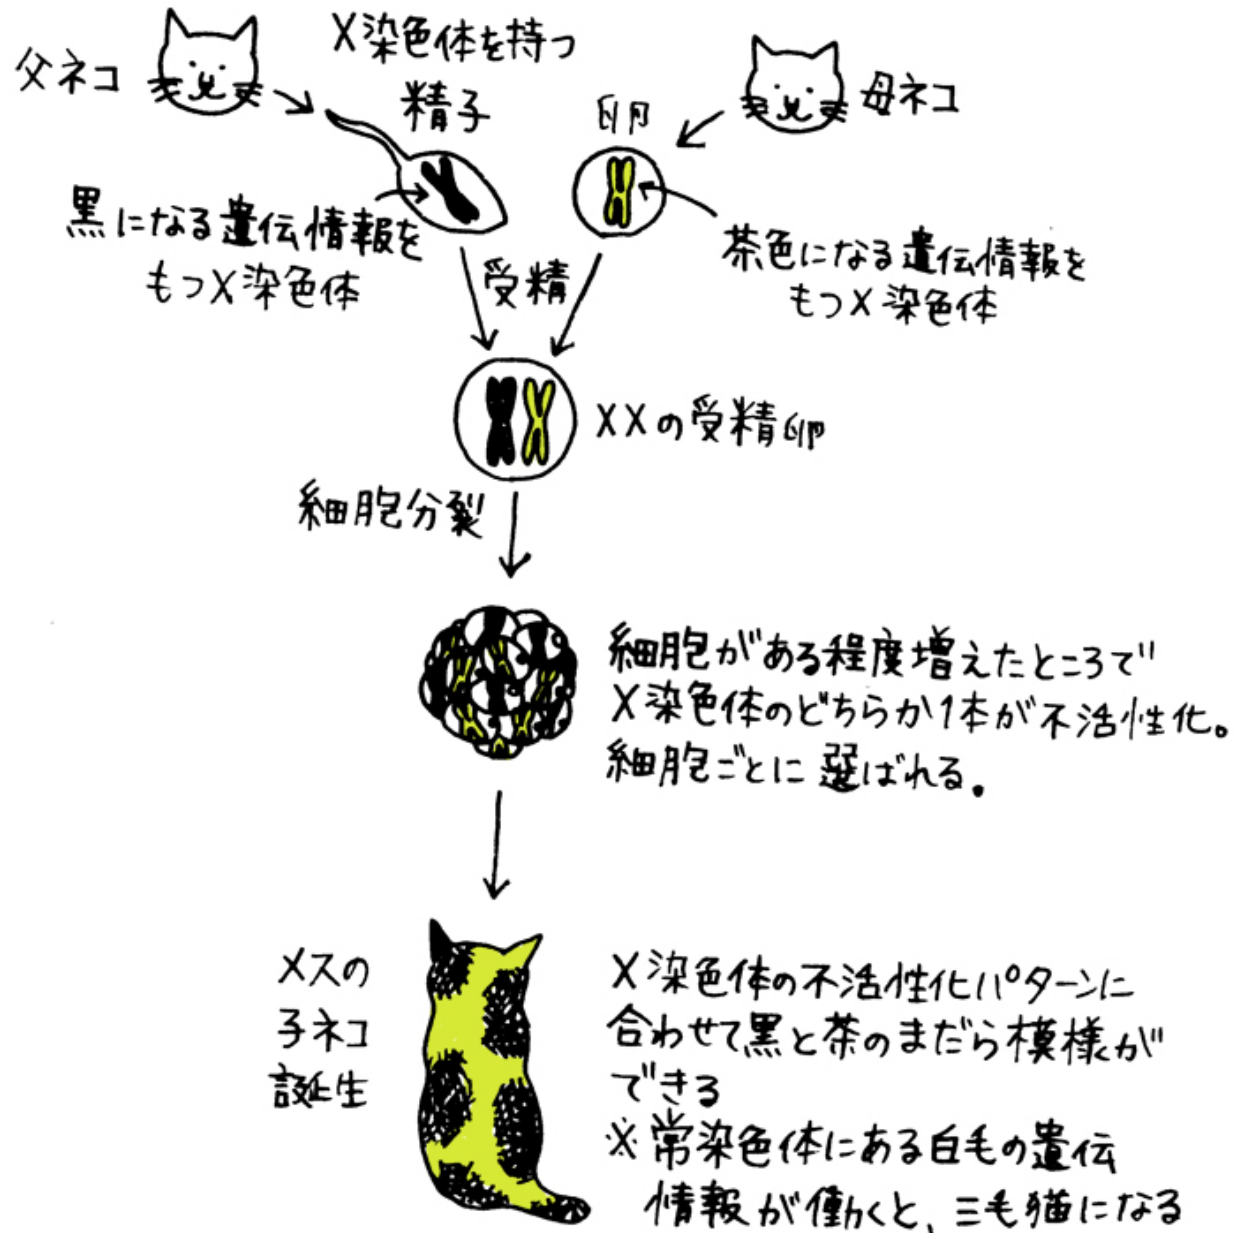 父ネコ
X染色体を持つ
精子
卵
母ネコ
黒になる遺伝情報を
もつX染色体
受精
茶色になる遺伝情報を
もつX染色体
XXの受精卵
細胞分裂
細胞がある程度増えたところで
X染色体のどちらか1本が不活性化。
細胞ごとに選ばれる。
メスの
子ネコ
誕生
X染色体の不活性化パターンに
合わせて黒と茶のまだら模様が
できる
※常染色体にある白毛の遺伝
情報が働くと、三毛猫になる